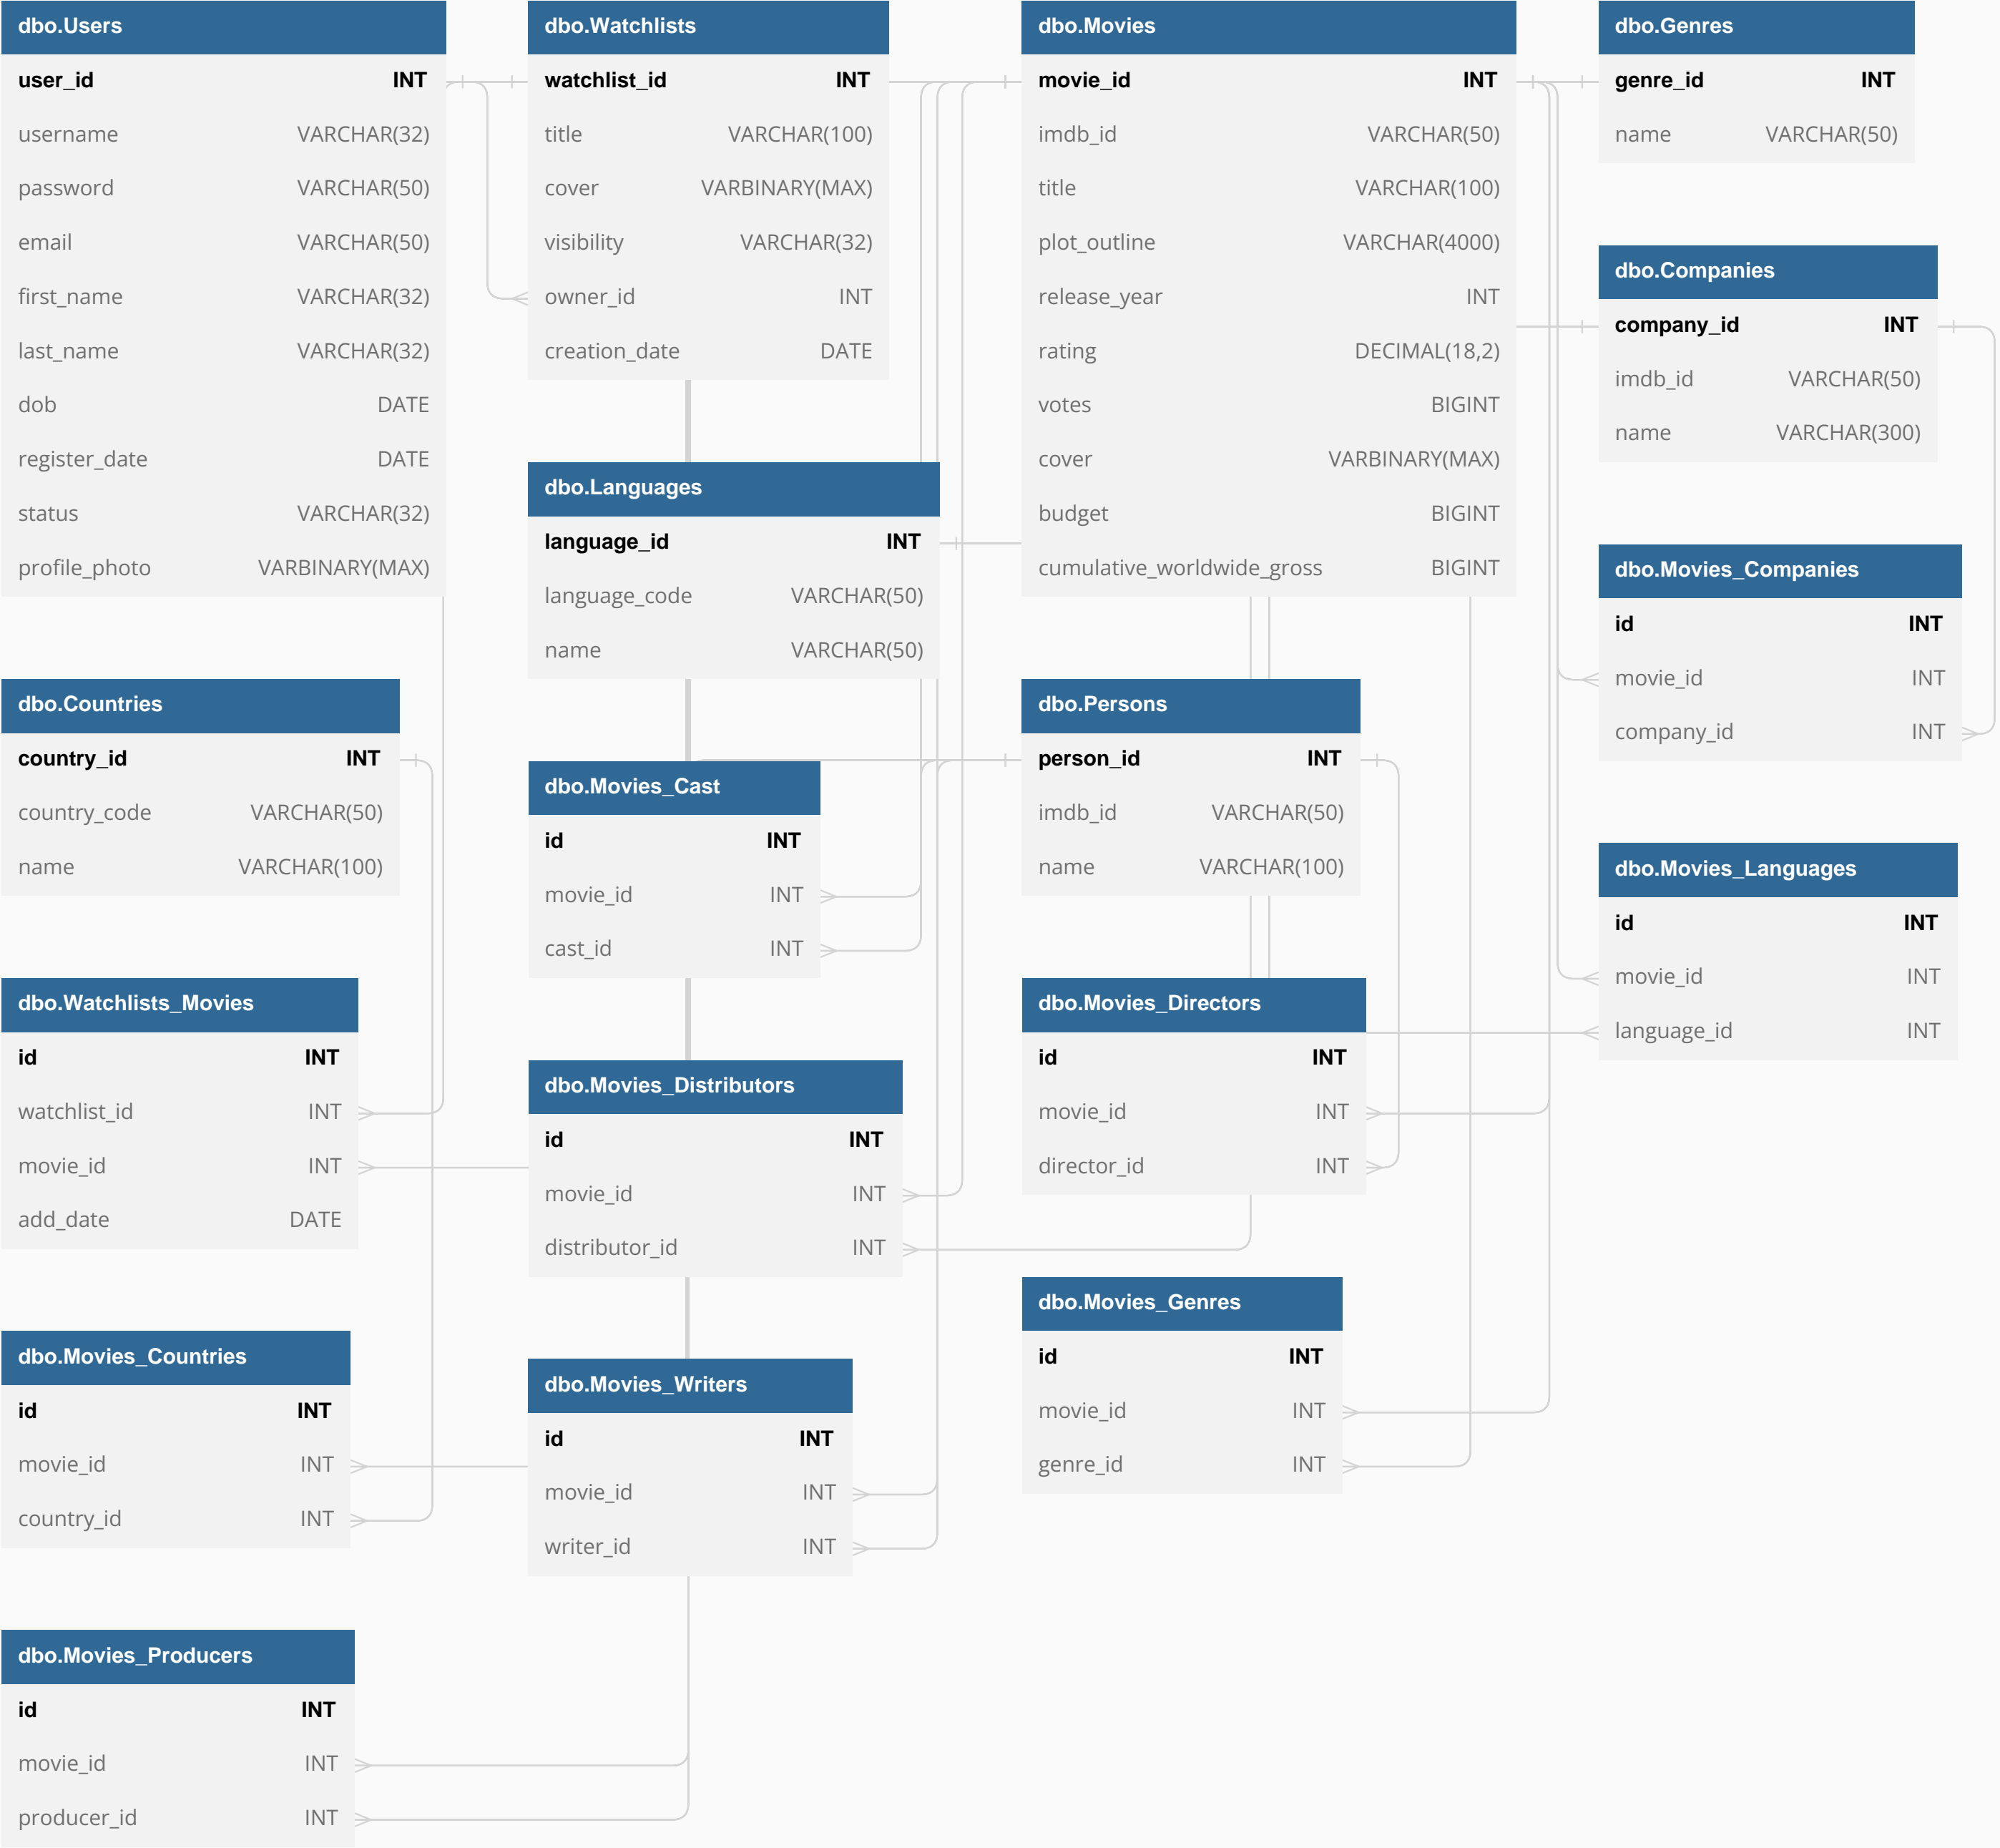 dbo.Users
user_id INT
username VARCHAR(32)
password VARCHAR(50)
email VARCHAR(50)
first_name VARCHAR(32)
last_name VARCHAR(32)
dob DATE
register_date DATE
status VARCHAR(32)
profile_photo VARBINARY(MAX)
dbo.Countries
country_id INT
country_code VARCHAR(50)
name VARCHAR(100)
dbo.Watchlists_Movies
id INT
watchlist_id INT
movie_id INT
add_date DATE
dbo.Movies_Countries
id INT
movie_id INT
country_id INT
dbo.Movies_Producers
id INT
movie_id INT
producer_id INT
dbo.Watchlists
watchlist_id INT
title VARCHAR(100)
cover VARBINARY(MAX)
visibility VARCHAR(32)
owner_id INT
creation_date DATE
dbo.Languages
language_id INT
language_code VARCHAR(50)
name VARCHAR(50)
dbo.Movies_Cast
id INT
movie_id INT
cast_id INT
dbo.Movies_Distributors
id INT
movie_id INT
distributor_id INT
dbo.Movies_Writers
id INT
movie_id INT
writer_id INT
dbo.Movies
movie_id INT
imdb_id VARCHAR(50)
title VARCHAR(100)
plot_outline VARCHAR(4000)
release_year INT
rating DECIMAL(18,2)
votes BIGINT
cover VARBINARY(MAX)
budget BIGINT
cumulative_worldwide_gross BIGINT
dbo.Persons
person_id INT
imdb_id VARCHAR(50)
name VARCHAR(100)
dbo.Movies_Directors
id INT
movie_id INT
director_id INT
dbo.Movies_Genres
id INT
movie_id INT
genre_id INT
dbo.Genres
genre_id INT
name VARCHAR(50)
dbo.Companies
company_id INT
imdb_id VARCHAR(50)
name VARCHAR(300)
dbo.Movies_Companies
id INT
movie_id INT
company_id INT
dbo.Movies_Languages
id INT
movie_id INT
language_id INT